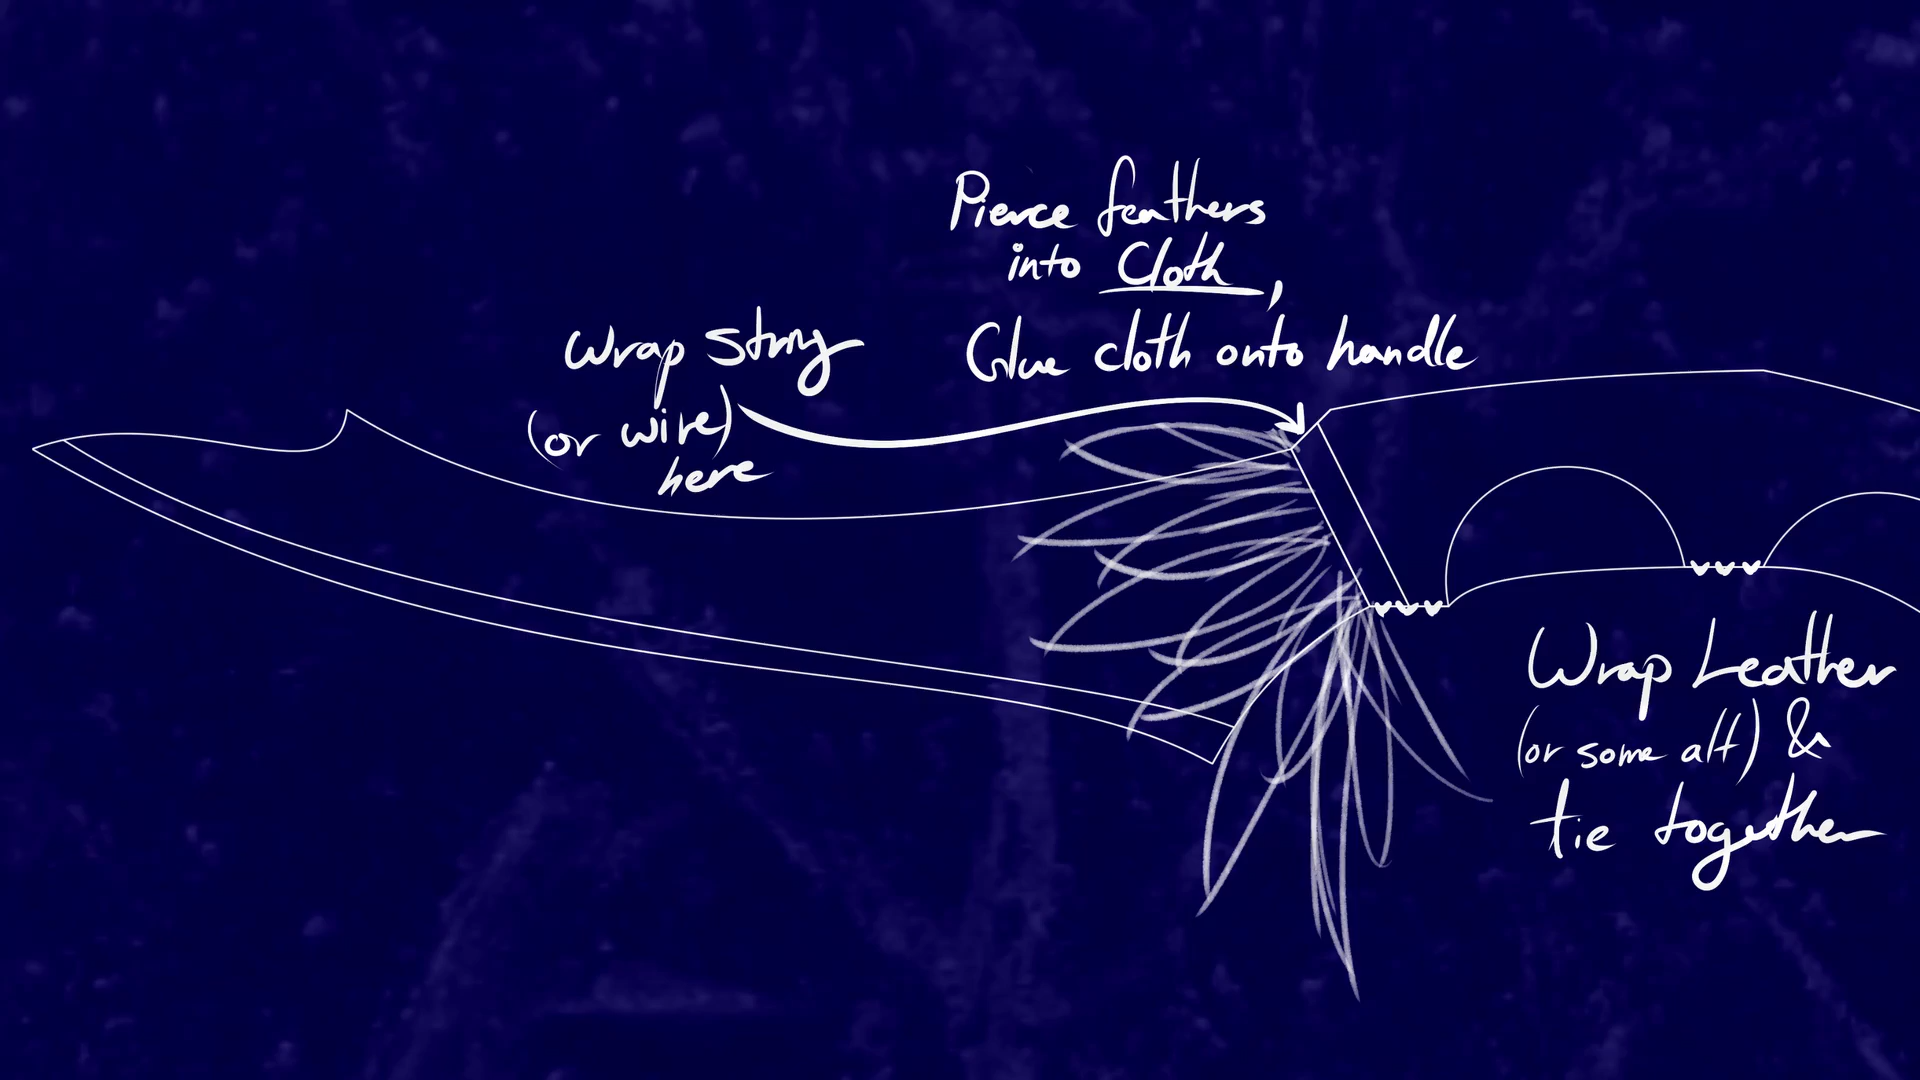 Pierce feathers
into Cloth,
Glue cloth onto handle
Wrap String
(or wire)
here
Wrap Leather
(or some alt) &
tie together